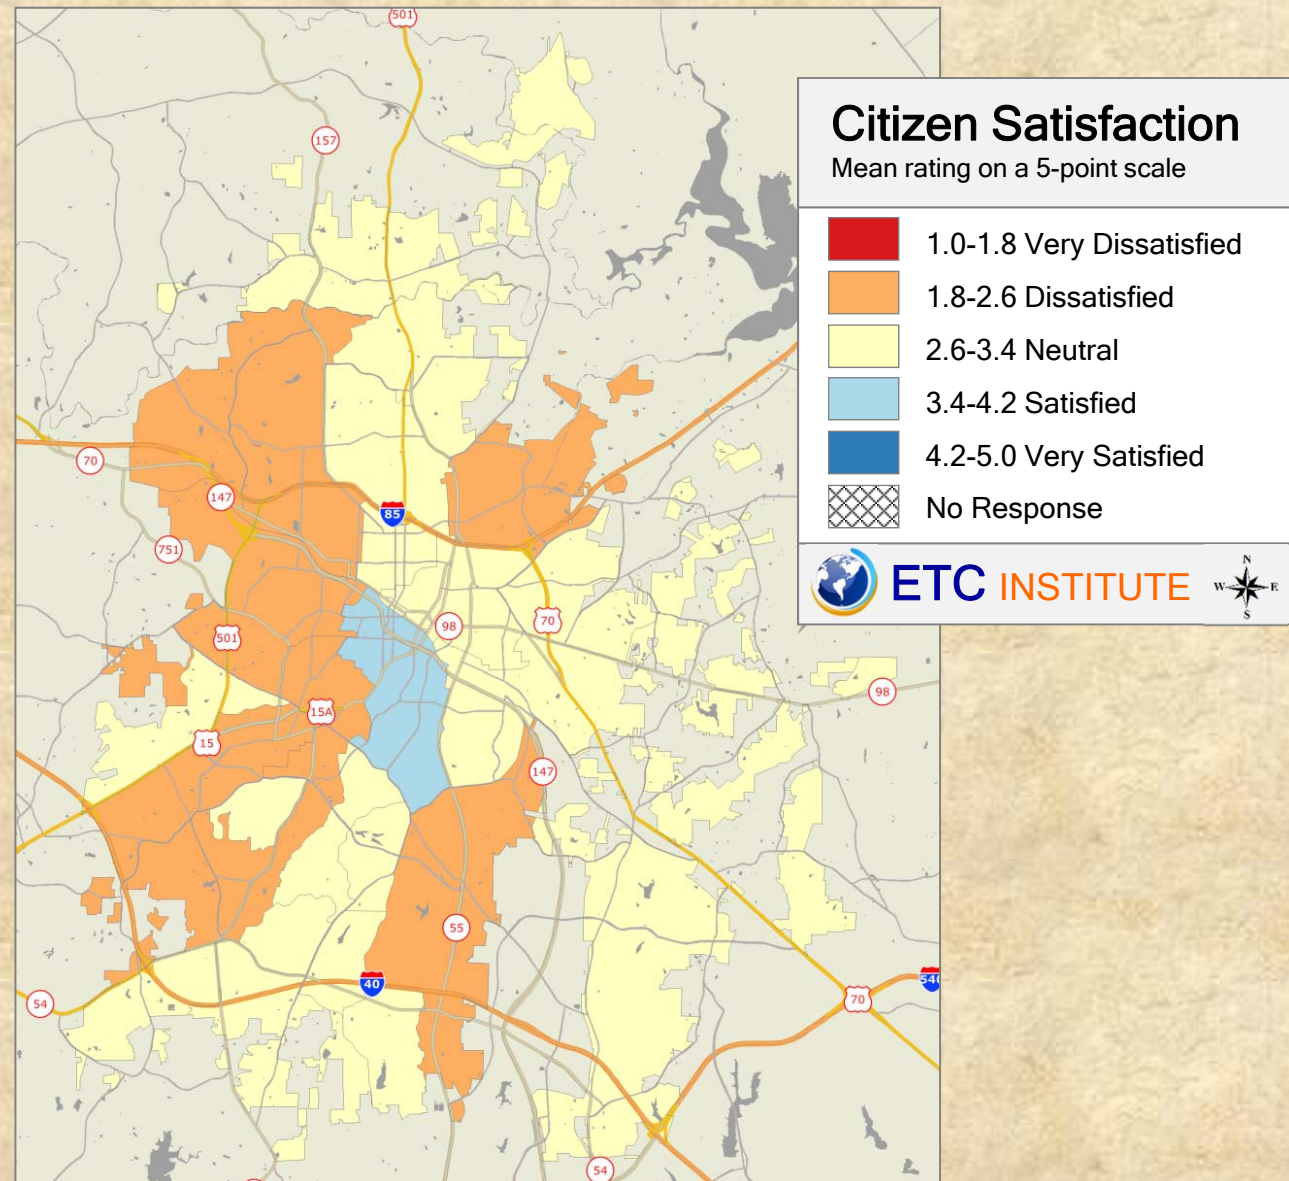 501
157
Citizen Satisfaction
Mean rating on a 5-point scale
1.0-1.8 Very Dissatisfied
1.8-2.6 Dissatisfied
2.6-3.4 Neutral
3.4-4.2 Satisfied
4.2-5.0 Very Satisfied
No Response
ETC INSTITUTE
N
W E
S
70
147
85
751
98
70
501
98
15A
15
147
55
40
540
70
54
54